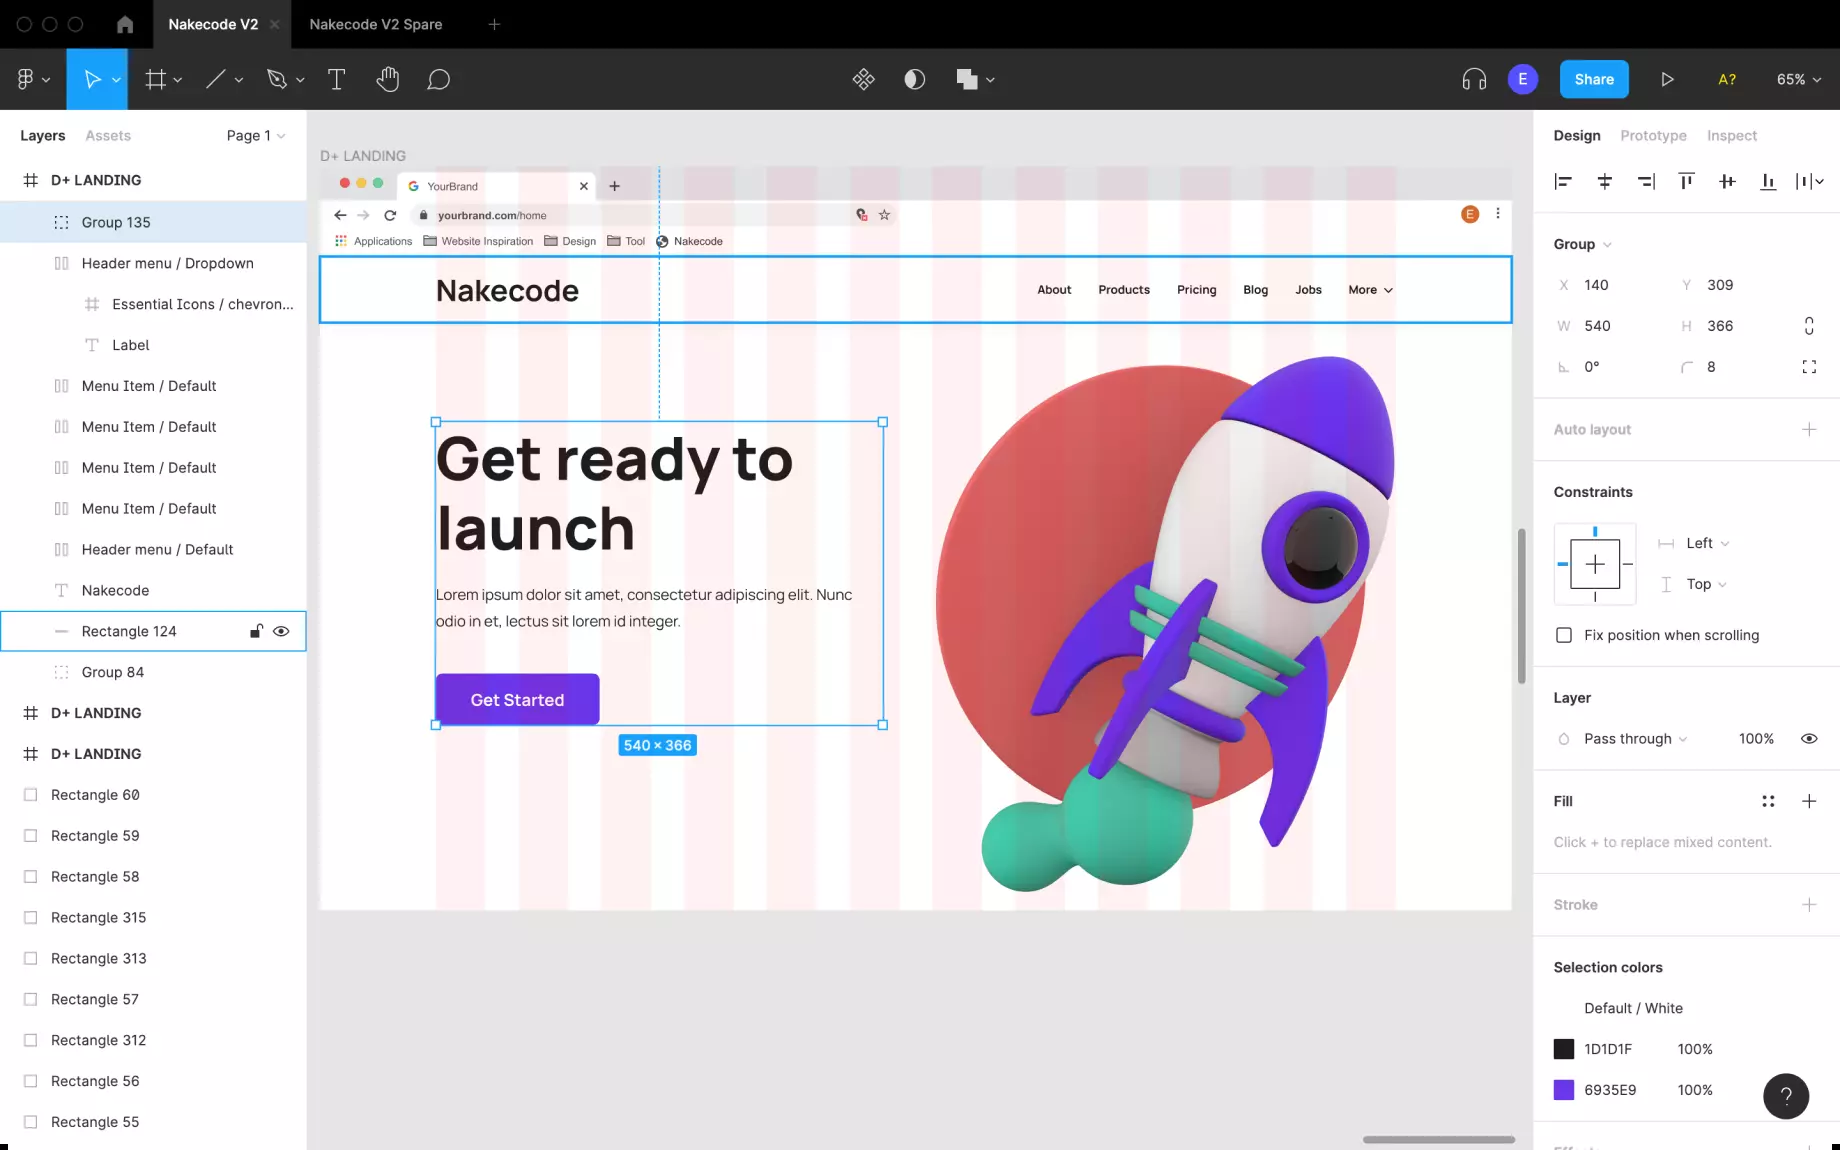 Nakecode V2
Nakecode V2 Spare
E
Share
A?
65%
Layers
Assets
Page 1
D+ LANDING
Group 135
Header menu / Dropdown
Essential Icons / chevron...
Label
Menu Item / Default
Menu Item / Default
Menu Item / Default
Menu Item / Default
Header menu / Default
Nakecode
Rectangle 124
Group 84
D+ LANDING
D+ LANDING
Rectangle 60
Rectangle 59
Rectangle 58
Rectangle 315
Rectangle 313
Rectangle 57
Rectangle 312
Rectangle 56
Rectangle 55
D+ LANDING
YourBrand
yourbrand.com/home
E
Applications
Website Inspiration
Design
Tool
Nakecode
Nakecode
About
Products
Pricing
Blog
Jobs
More
Get ready to
launch
Lorem ipsum dolor sit amet, consectetur adipiscing elit. Nunc
odio in et, lectus sit lorem id integer.
Get Started
540 × 366
Design
Prototype
Inspect
Group
X 140
Y 309
W 540
H 366
0°
8
Auto layout
Constraints
Left
Top
Fix position when scrolling
Layer
Pass through
100%
Fill
Click + to replace mixed content.
Stroke
Selection colors
Default / White
1D1D1F 100%
6935E9 100%
?